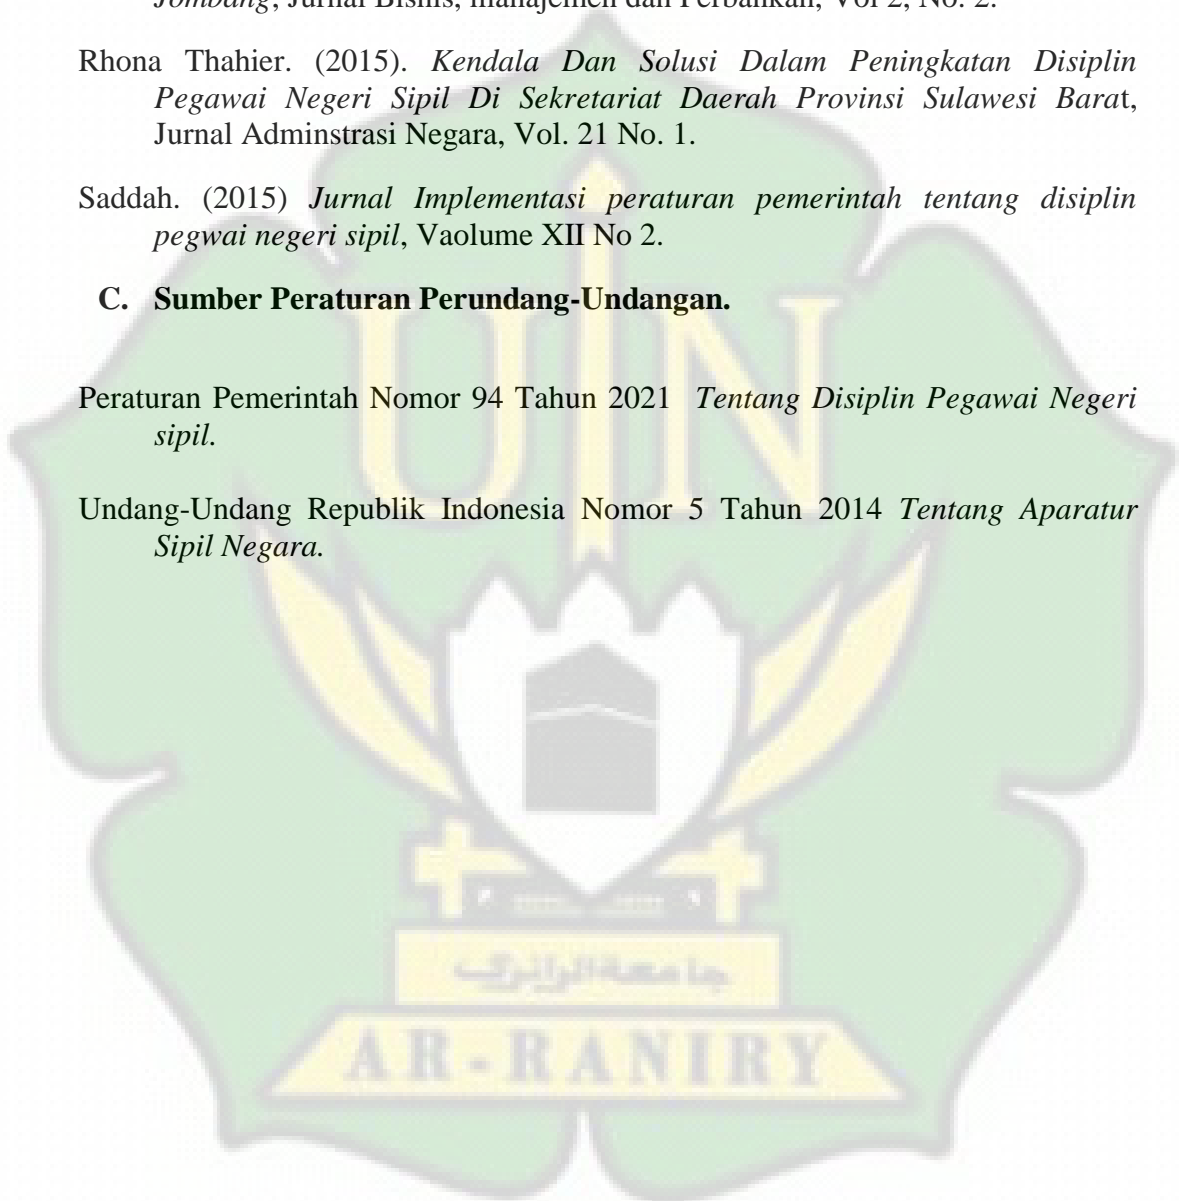 Jombang, Jurnal Bisnis, manajemen dan Perbankan, Vol 2, No. 2.
Rhona Thahier. (2015). Kendala Dan Solusi Dalam Peningkatan Disiplin
Pegawai Negeri Sipil Di Sekretariat Daerah Provinsi Sulawesi Barat,
Jurnal Adminstrasi Negara, Vol. 21 No. 1.
Saddah. (2015) Jurnal Implementasi peraturan pemerintah tentang disiplin
pegwai negeri sipil, Vaolume XII No 2.
C. Sumber Peraturan Perundang-Undangan.
Peraturan Pemerintah Nomor 94 Tahun 2021 Tentang Disiplin Pegawai Negeri
sipil.
Undang-Undang Republik Indonesia Nomor 5 Tahun 2014 Tentang Aparatur
Sipil Negara.
UIN
جامعة الرانري
AR-RANIRY